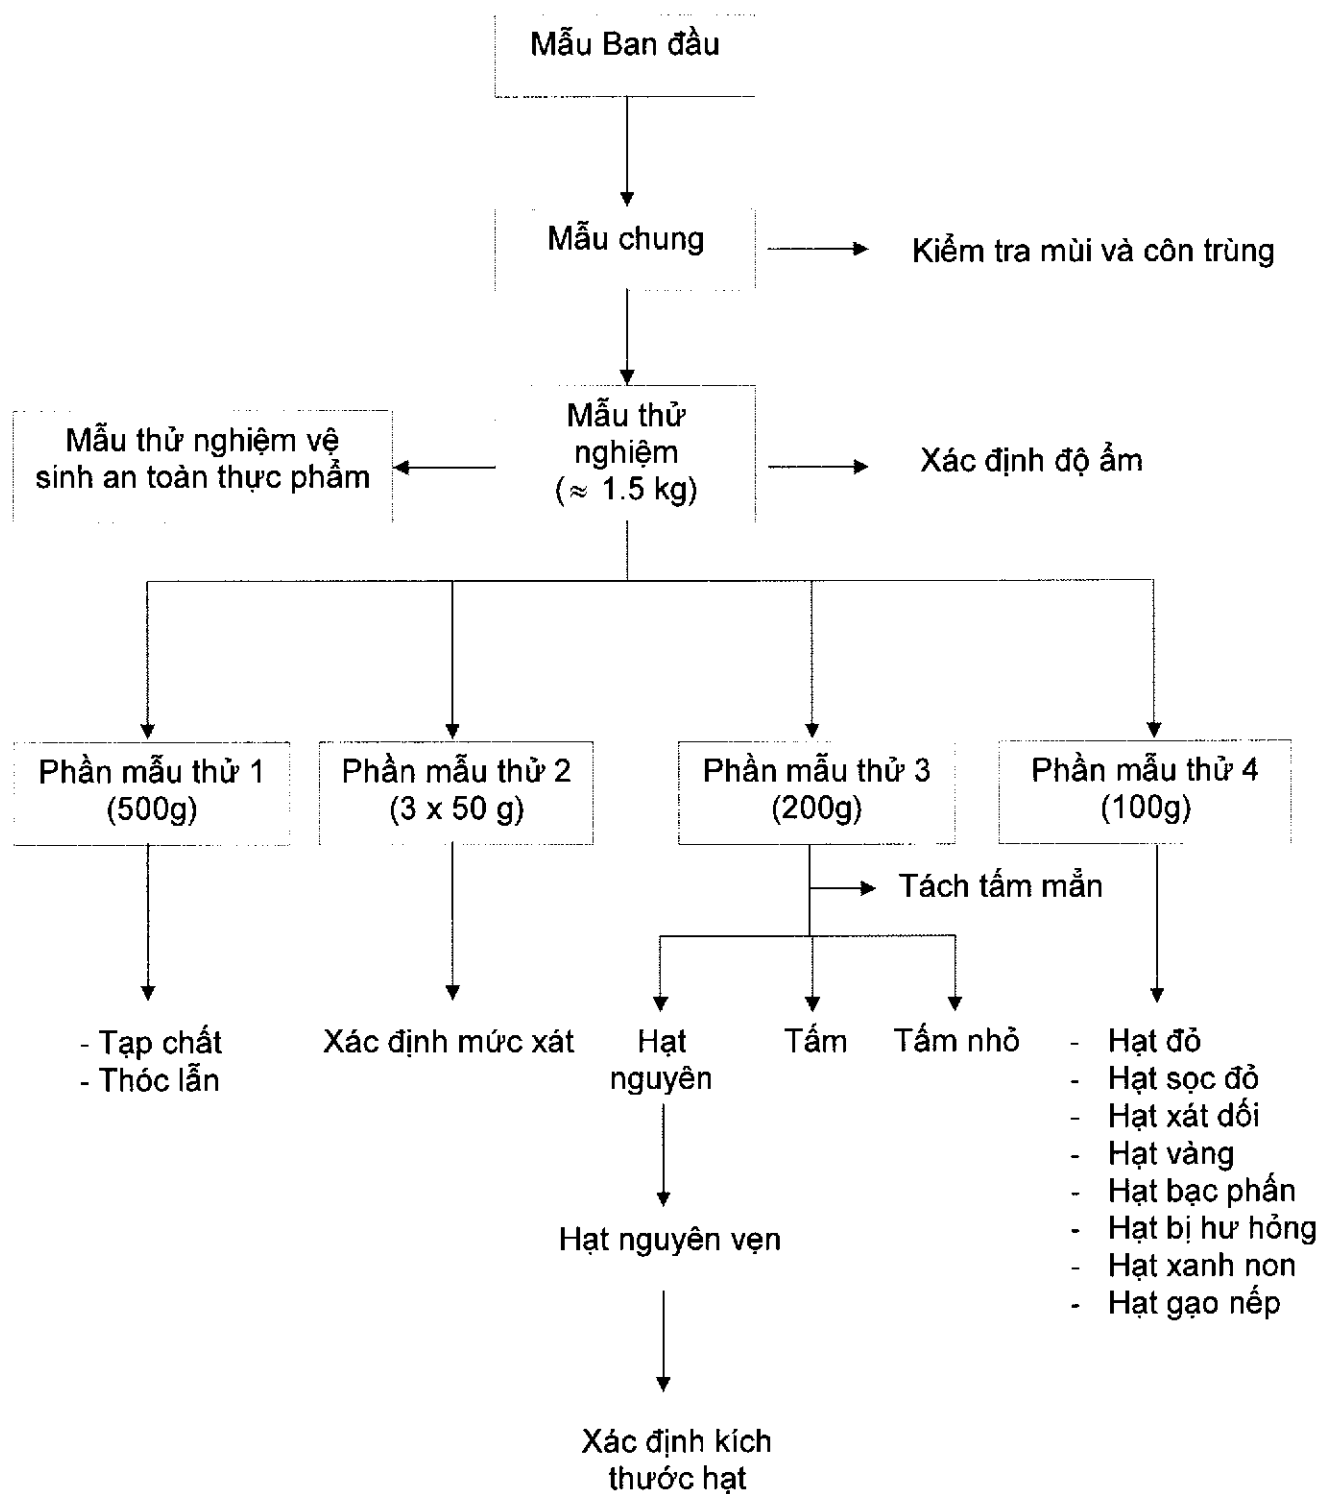 Mẫu Ban đầu
Mẫu chung
Kiểm tra mùi và côn trùng
Mẫu thử nghiệm vệ
sinh an toàn thực phẩm
Mẫu thử
nghiệm
(≈ 1.5 kg)
Xác định độ ẩm
Phần mẫu thử 1
(500g)
Phần mẫu thử 2
(3 x 50 g)
Phần mẫu thử 3
(200g)
Phần mẫu thử 4
(100g)
Tách tấm mẳn
- Tạp chất
- Thóc lẫn
Xác định mức xát
Hạt
nguyên
Tấm
Tấm nhỏ
- Hạt đỏ
- Hạt sọc đỏ
- Hạt xát dối
- Hạt vàng
- Hạt bạc phấn
- Hạt bị hư hỏng
- Hạt xanh non
- Hạt gạo nếp
Hạt nguyên vẹn
Xác định kích
thước hạt